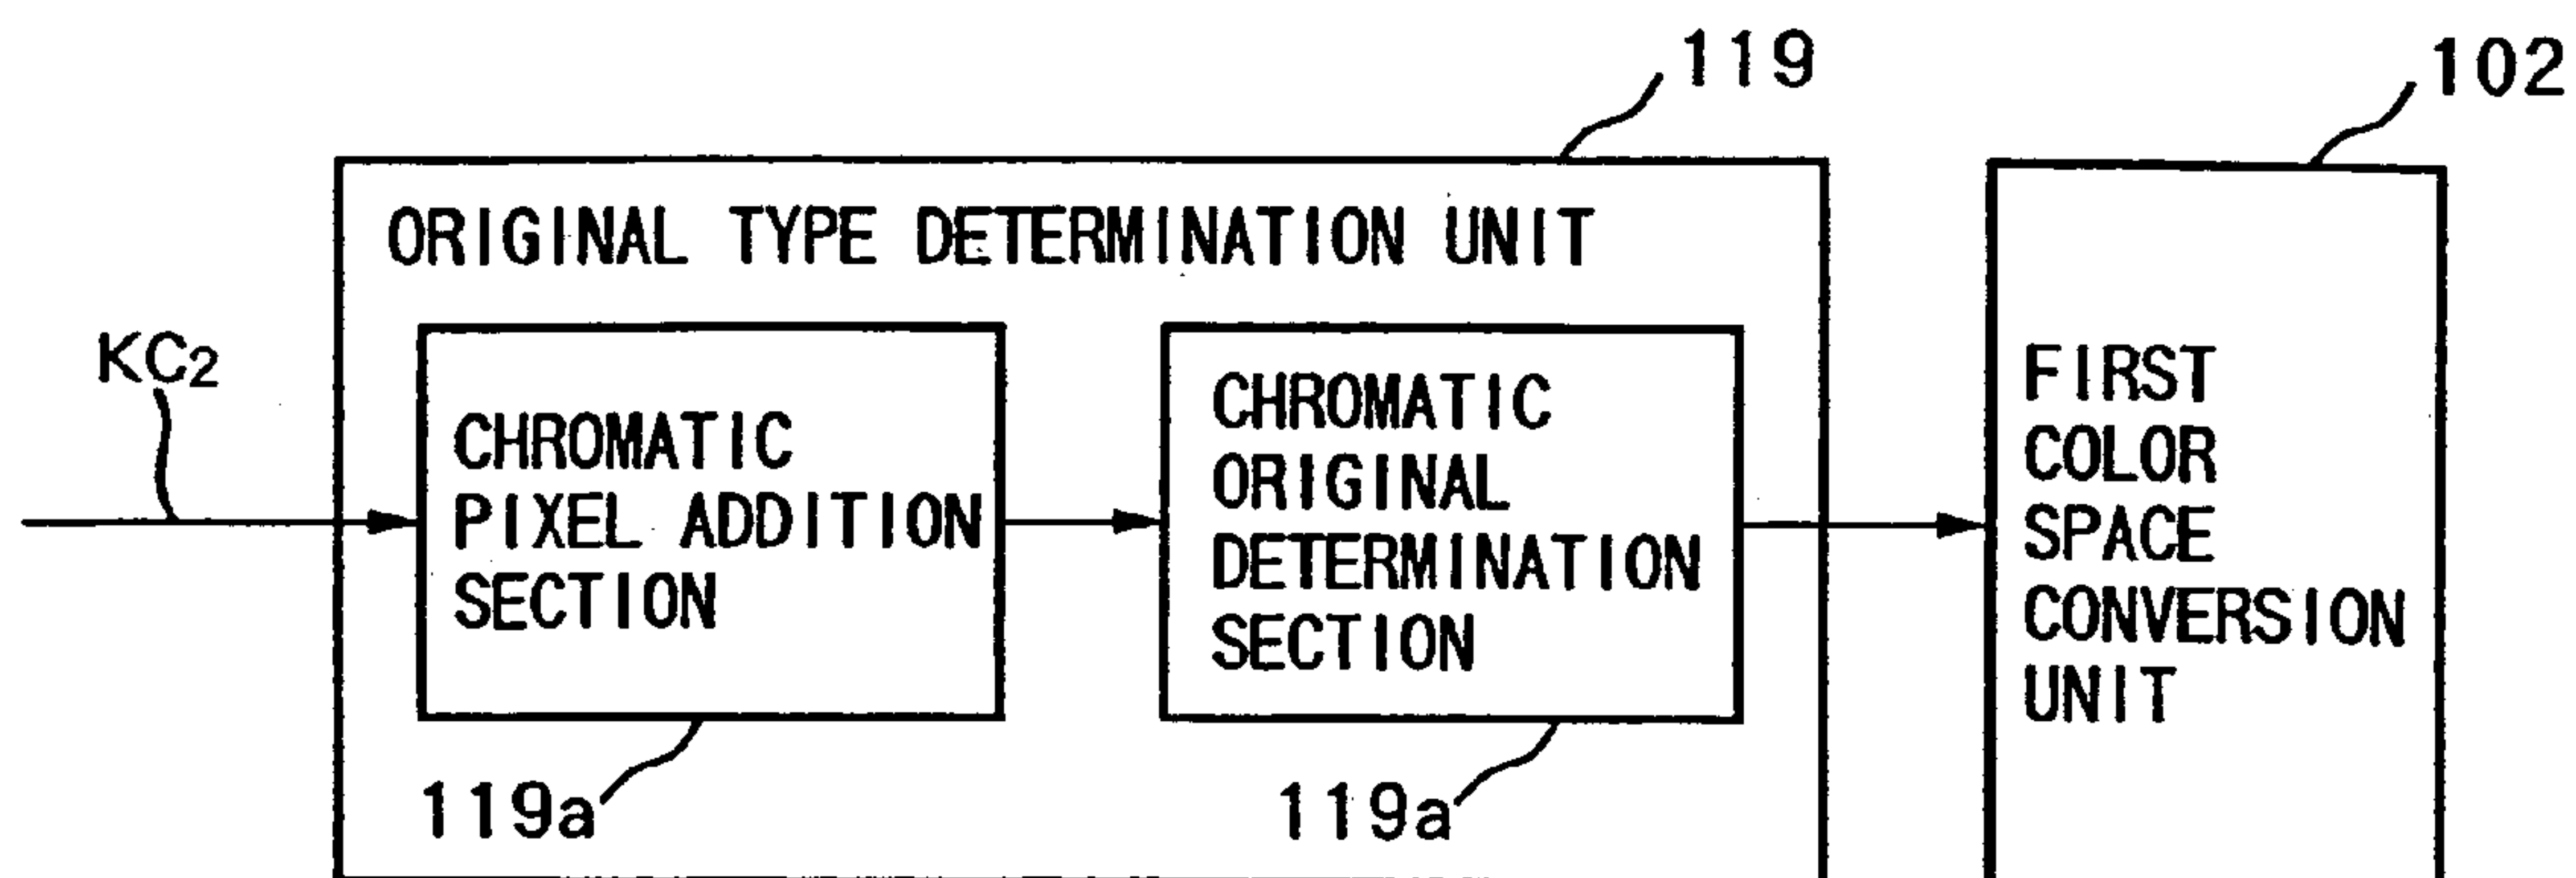 119
102
ORIGINAL TYPE DETERMINATION UNIT
KC2
CHROMATIC
PIXEL ADDITION
SECTION
CHROMATIC
ORIGINAL
DETERMINATION
SECTION
FIRST
COLOR
SPACE
CONVERSION
UNIT
119a
119a